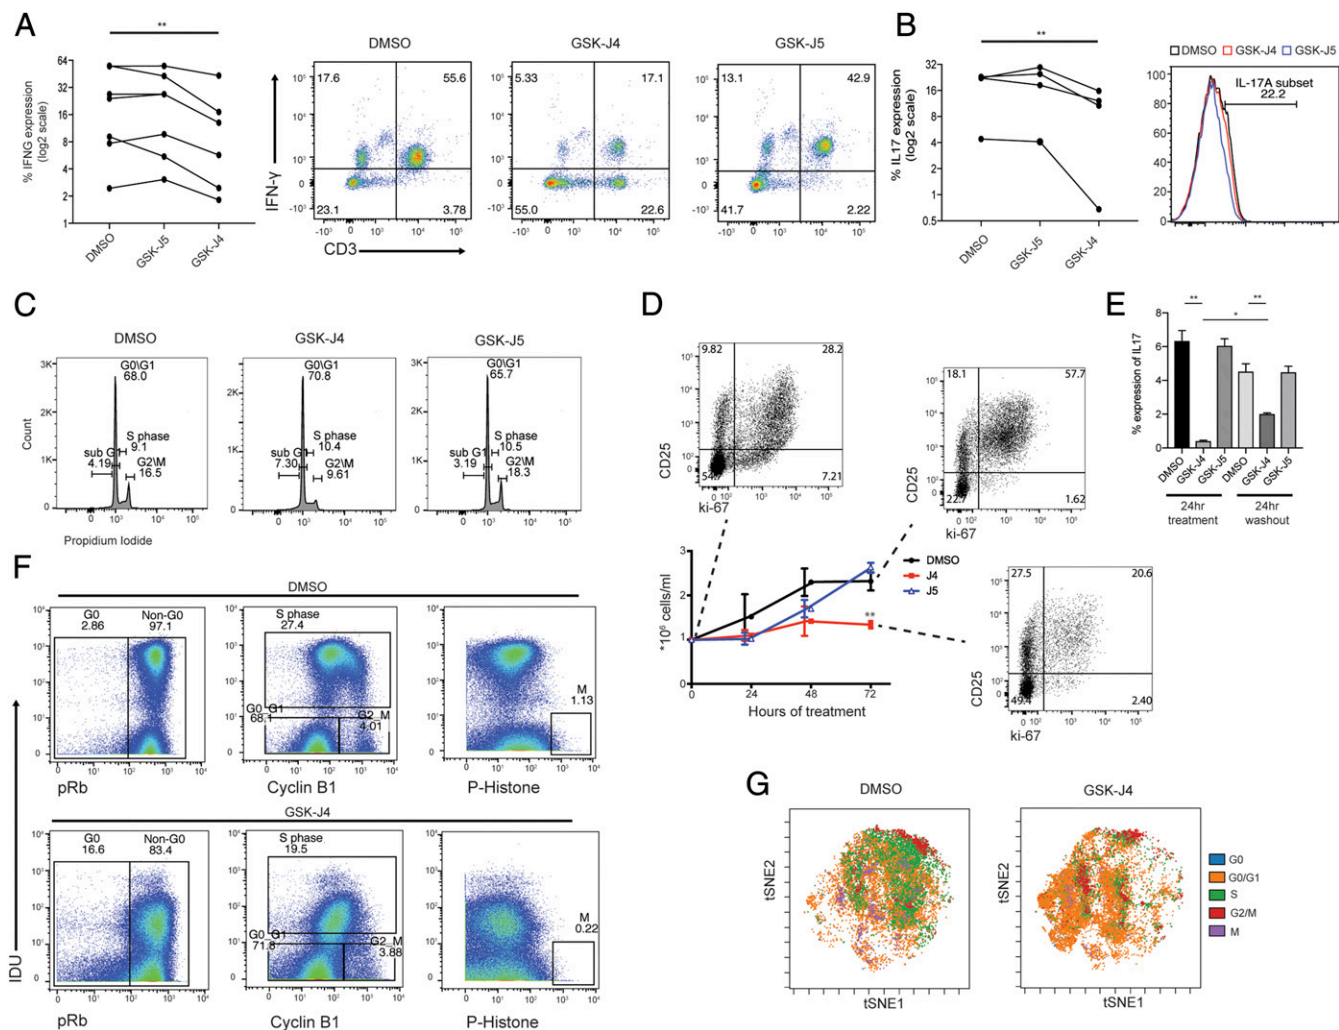 A
**
% IFNG expression
(log2 scale)
64
32
16
8
4
2
1
DMSO
GSK-J5
GSK-J4
DMSO
GSK-J4
GSK-J5
17.6
55.6
23.1
3.78
5.33
17.1
55.0
22.6
13.1
42.9
41.7
2.22
IFN-γ
CD3
B
**
% IL17 expression
(log2 scale)
32
16
8
4
2
1
0.5
DMSO
GSK-J5
GSK-J4
DMSO GSK-J4 GSK-J5
IL-17A subset
22.2
100
80
60
40
20
0
C
DMSO
GSK-J4
GSK-J5
Count
3K
2K
1K
0
G0\G1
68.0
S phase
9.1
sub G1
4.19
G2\M
16.5
G0\G1
70.8
S phase
10.4
sub G1
7.30
G2\M
9.61
G0\G1
65.7
S phase
10.5
sub G1
3.19
G2\M
18.3
Propidium Iodide
D
9.82
28.2
7.21
CD25
ki-67
18.1
57.7
22.7
1.62
CD25
ki-67
27.5
20.6
49.4
2.40
CD25
ki-67
*10⁶ cells/ml
3
2
1
0
0
24
48
72
Hours of treatment
**
DMSO
J4
J5
E
**
**
*
% expression of IL17
8
6
4
2
0
DMSO
GSK-J4
GSK-J5
DMSO
GSK-J4
GSK-J5
24hr
treatment
24hr
washout
F
DMSO
G0
2.86
Non-G0
97.1
S phase
27.4
G0_G1
68.1
G2_M
4.01
M
1.13
pRb
Cyclin B1
P-Histone
GSK-J4
G0
16.6
Non-G0
83.4
S phase
19.5
G0_G1
71.8
G2_M
3.88
M
0.22
IDU
pRb
Cyclin B1
P-Histone
G
DMSO
GSK-J4
tSNE2
tSNE1
tSNE2
tSNE1
G0
G0/G1
S
G2/M
M